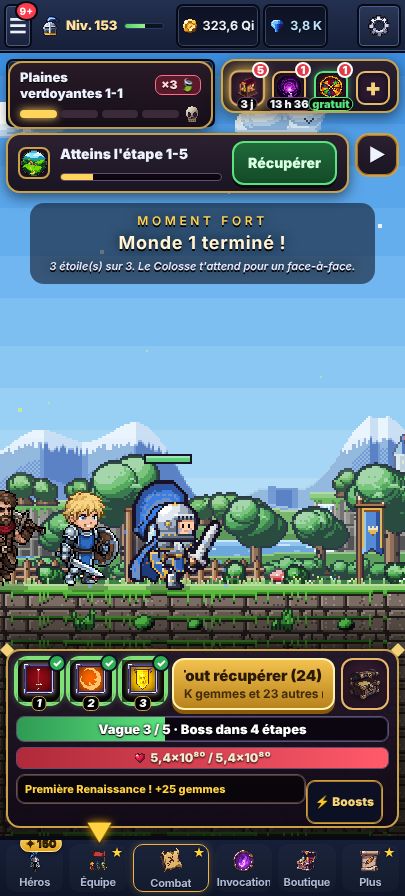 9+
Niv. 153
323,6 Qi
3,8 K
Plaines
verdoyantes 1-1
×3
5
1
1
3 j
13 h 36
gratuit
+
Atteins l'étape 1-5
Récupérer
MOMENT FORT
Monde 1 terminé !
3 étoile(s) sur 3. Le Colosse t'attend pour un face-à-face.
1
2
3
out récupérer (24)
K gemmes et 23 autres
Vague 3 / 5 · Boss dans 4 étapes
5,4×10⁸⁰ / 5,4×10⁸⁰
Première Renaissance ! +25 gemmes
Boosts
150
Héros
Équipe
Combat
Invocation
Boutique
Plus